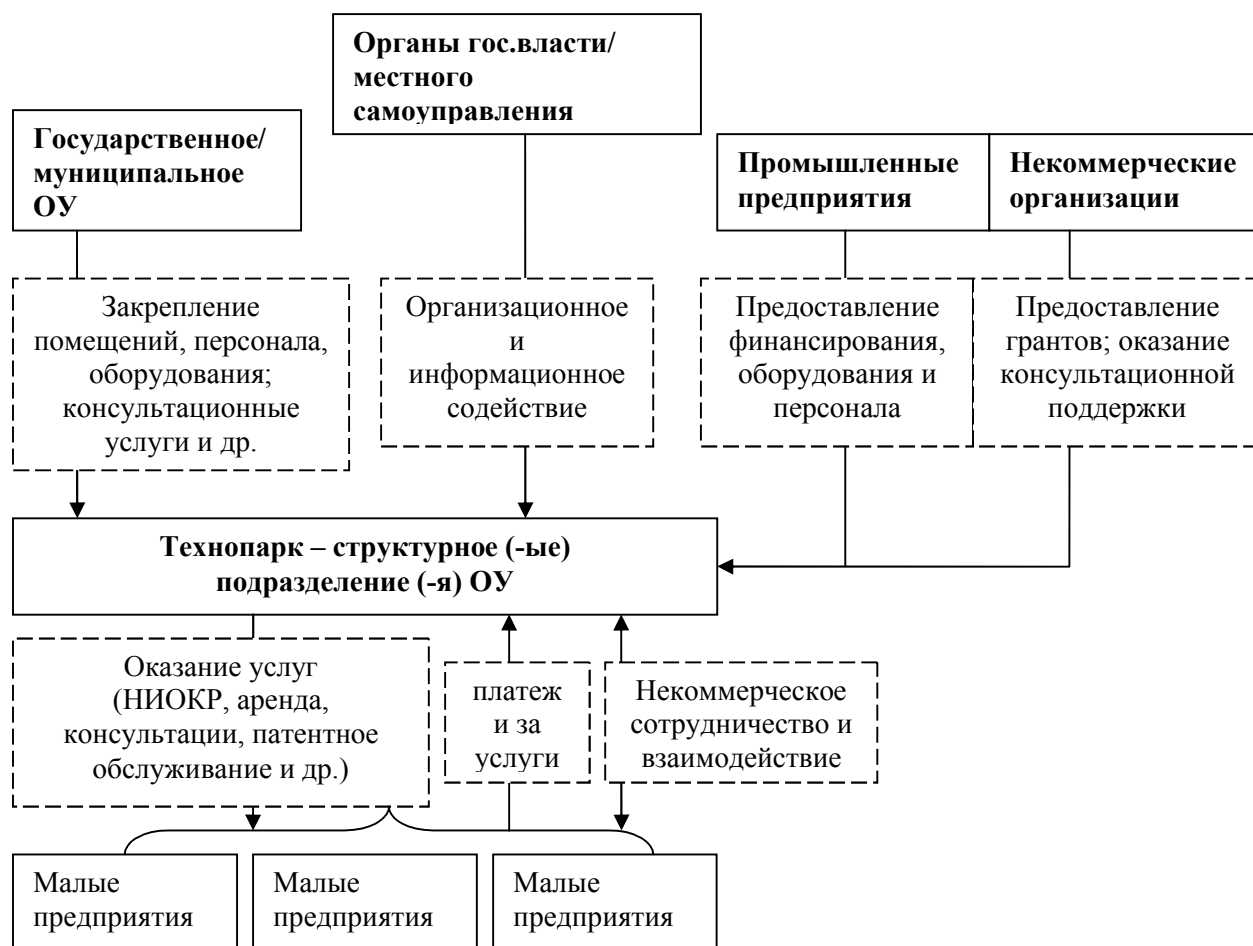 Органы гос.власти/
местного
самоуправления
Государственное/
муниципальное
ОУ
Промышленные
предприятия
Некоммерческие
организации
Закрепление
помещений, персонала,
оборудования;
консультационные
услуги и др.
Организационное
и
информационное
содействие
Предоставление
финансирования,
оборудования и
персонала
Предоставление
грантов; оказание
консультационной
поддержки
Технопарк – структурное (-ые)
подразделение (-я) ОУ
Оказание услуг
(НИОКР, аренда,
консультации, патентное
обслуживание и др.)
платеж
и за
услуги
Некоммерческое
сотрудничество и
взаимодействие
Малые
предприятия
Малые
предприятия
Малые
предприятия